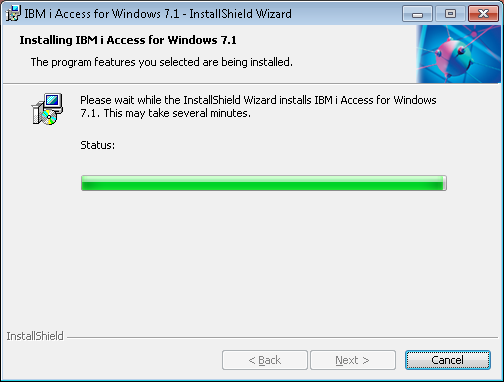 IBM i Access for Windows 7.1 - InstallShield Wizard
Installing IBM i Access for Windows 7.1
The program features you selected are being installed.
Please wait while the InstallShield Wizard installs IBM i Access for Windows
7.1. This may take several minutes.
Status:
InstallShield
< Back
Next >
Cancel